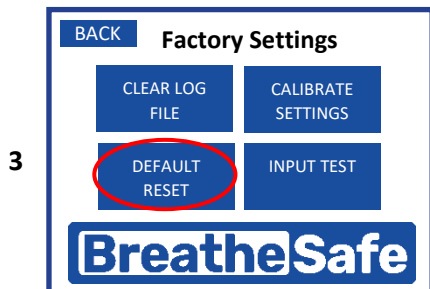 BACK Factory Settings
CLEAR LOG
FILE
CALIBRATE
SETTINGS
3
DEFAULT
RESET
INPUT TEST
BreatheSafe